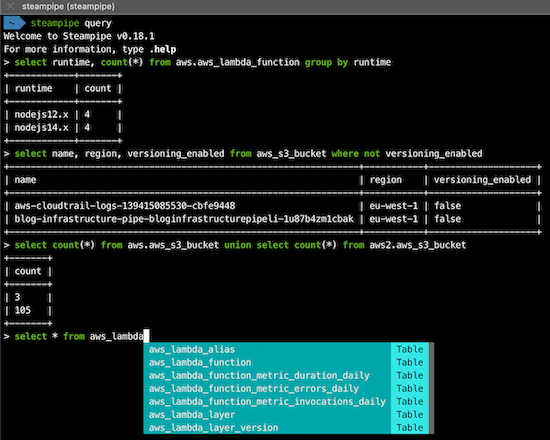 steampipe (steampipe)
~ steampipe query
Welcome to Steampipe v0.18.1
For more information, type .help
> select runtime, count(*) from aws.aws_lambda_function group by runtime
+------------+-------+
| runtime    | count |
+------------+-------+
| nodejs12.x | 4     |
| nodejs14.x | 4     |
+------------+-------+
> select name, region, versioning_enabled from aws_s3_bucket where not versioning_enabled
+------------------------------------------------------------+-----------+--------------------+
| name                                                       | region    | versioning_enabled |
+------------------------------------------------------------+-----------+--------------------+
| aws-cloudtrail-logs-139415085530-cbfe9448                  | eu-west-1 | false              |
| blog-infrastructure-pipe-bloginfrastructurepipeli-1u87b4zm1cbak | eu-west-1 | false              |
+------------------------------------------------------------+-----------+--------------------+
> select count(*) from aws.aws_s3_bucket union select count(*) from aws2.aws_s3_bucket
+-------+
| count |
+-------+
| 3     |
| 105   |
+-------+
> select * from aws_lambda
aws_lambda_alias Table
aws_lambda_function Table
aws_lambda_function_metric_duration_daily Table
aws_lambda_function_metric_errors_daily Table
aws_lambda_function_metric_invocations_daily Table
aws_lambda_layer Table
aws_lambda_layer_version Table